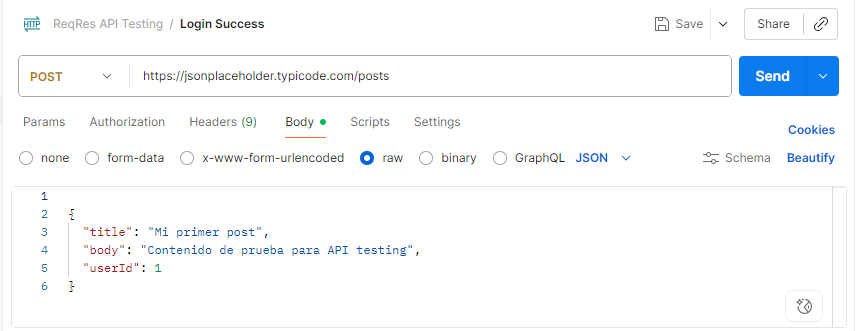 HTTP ReqRes API Testing / Login Success Save Share
POST https://jsonplaceholder.typicode.com/posts Send
Params Authorization Headers (9) Body Scripts Settings Cookies
none form-data x-www-form-urlencoded raw binary GraphQL JSON Schema Beautify
1
2 {
3 "title": "Mi primer post",
4 "body": "Contenido de prueba para API testing",
5 "userId": 1
6 }